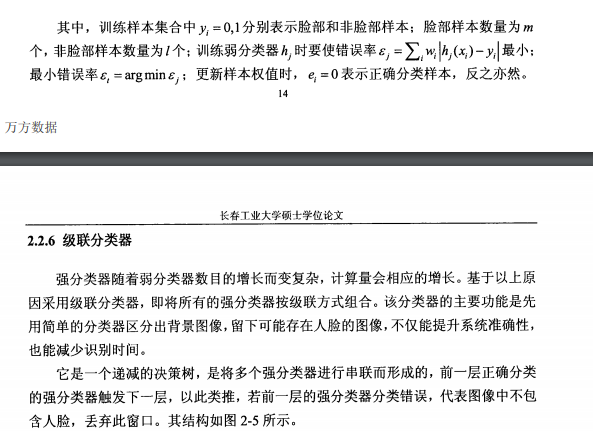 其中，训练样本集合中 yᵢ = 0,1分别表示脸部和非脸部样本；脸部样本数量为 m
个，非脸部样本数量为 l 个；训练弱分类器 hⱼ 时要使错误率 εⱼ = ∑ᵢ wᵢ|hⱼ(xᵢ) − yᵢ| 最小；
最小错误率 εₜ = arg min εⱼ；更新样本权值时，eᵢ = 0 表示正确分类样本，反之亦然。
14
万方数据
长春工业大学硕士学位论文
2.2.6 级联分类器
强分类器随着弱分类器数目的增长而变复杂，计算量会相应的增长。基于以上原
因采用级联分类器，即将所有的强分类器按级联方式组合。该分类器的主要功能是先
用简单的分类器区分出背景图像，留下可能存在人脸的图像，不仅能提升系统准确性，
也能减少识别时间。
它是一个递减的决策树，是将多个强分类器进行串联而形成的，前一层正确分类
的强分类器触发下一层，以此类推，若前一层的强分类器分类错误，代表图像中不包
含人脸，丢弃此窗口。其结构如图 2-5 所示。